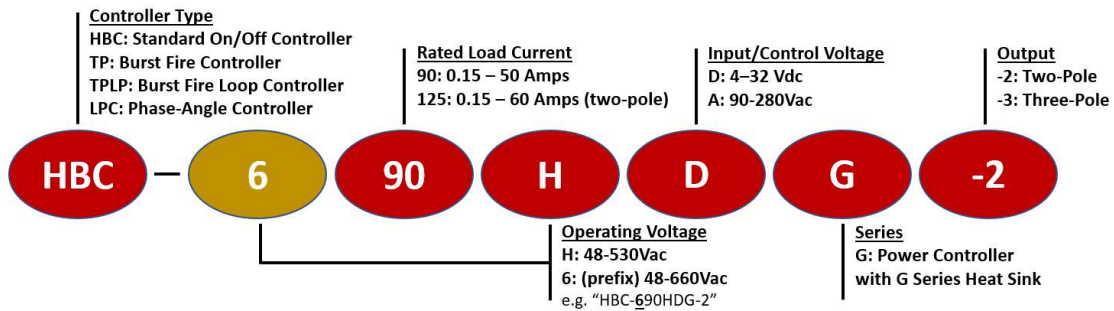 Controller Type
HBC: Standard On/Off Controller
TP: Burst Fire Controller
TPLP: Burst Fire Loop Controller
LPC: Phase-Angle Controller
Rated Load Current
90: 0.15 – 50 Amps
125: 0.15 – 60 Amps (two-pole)
Input/Control Voltage
D: 4–32 Vdc
A: 90-280Vac
Output
-2: Two-Pole
-3: Three-Pole
HBC – 6 90 H D G -2
Operating Voltage
H: 48-530Vac
6: (prefix) 48-660Vac
e.g. “HBC-690HDG-2”
Series
G: Power Controller
with G Series Heat Sink